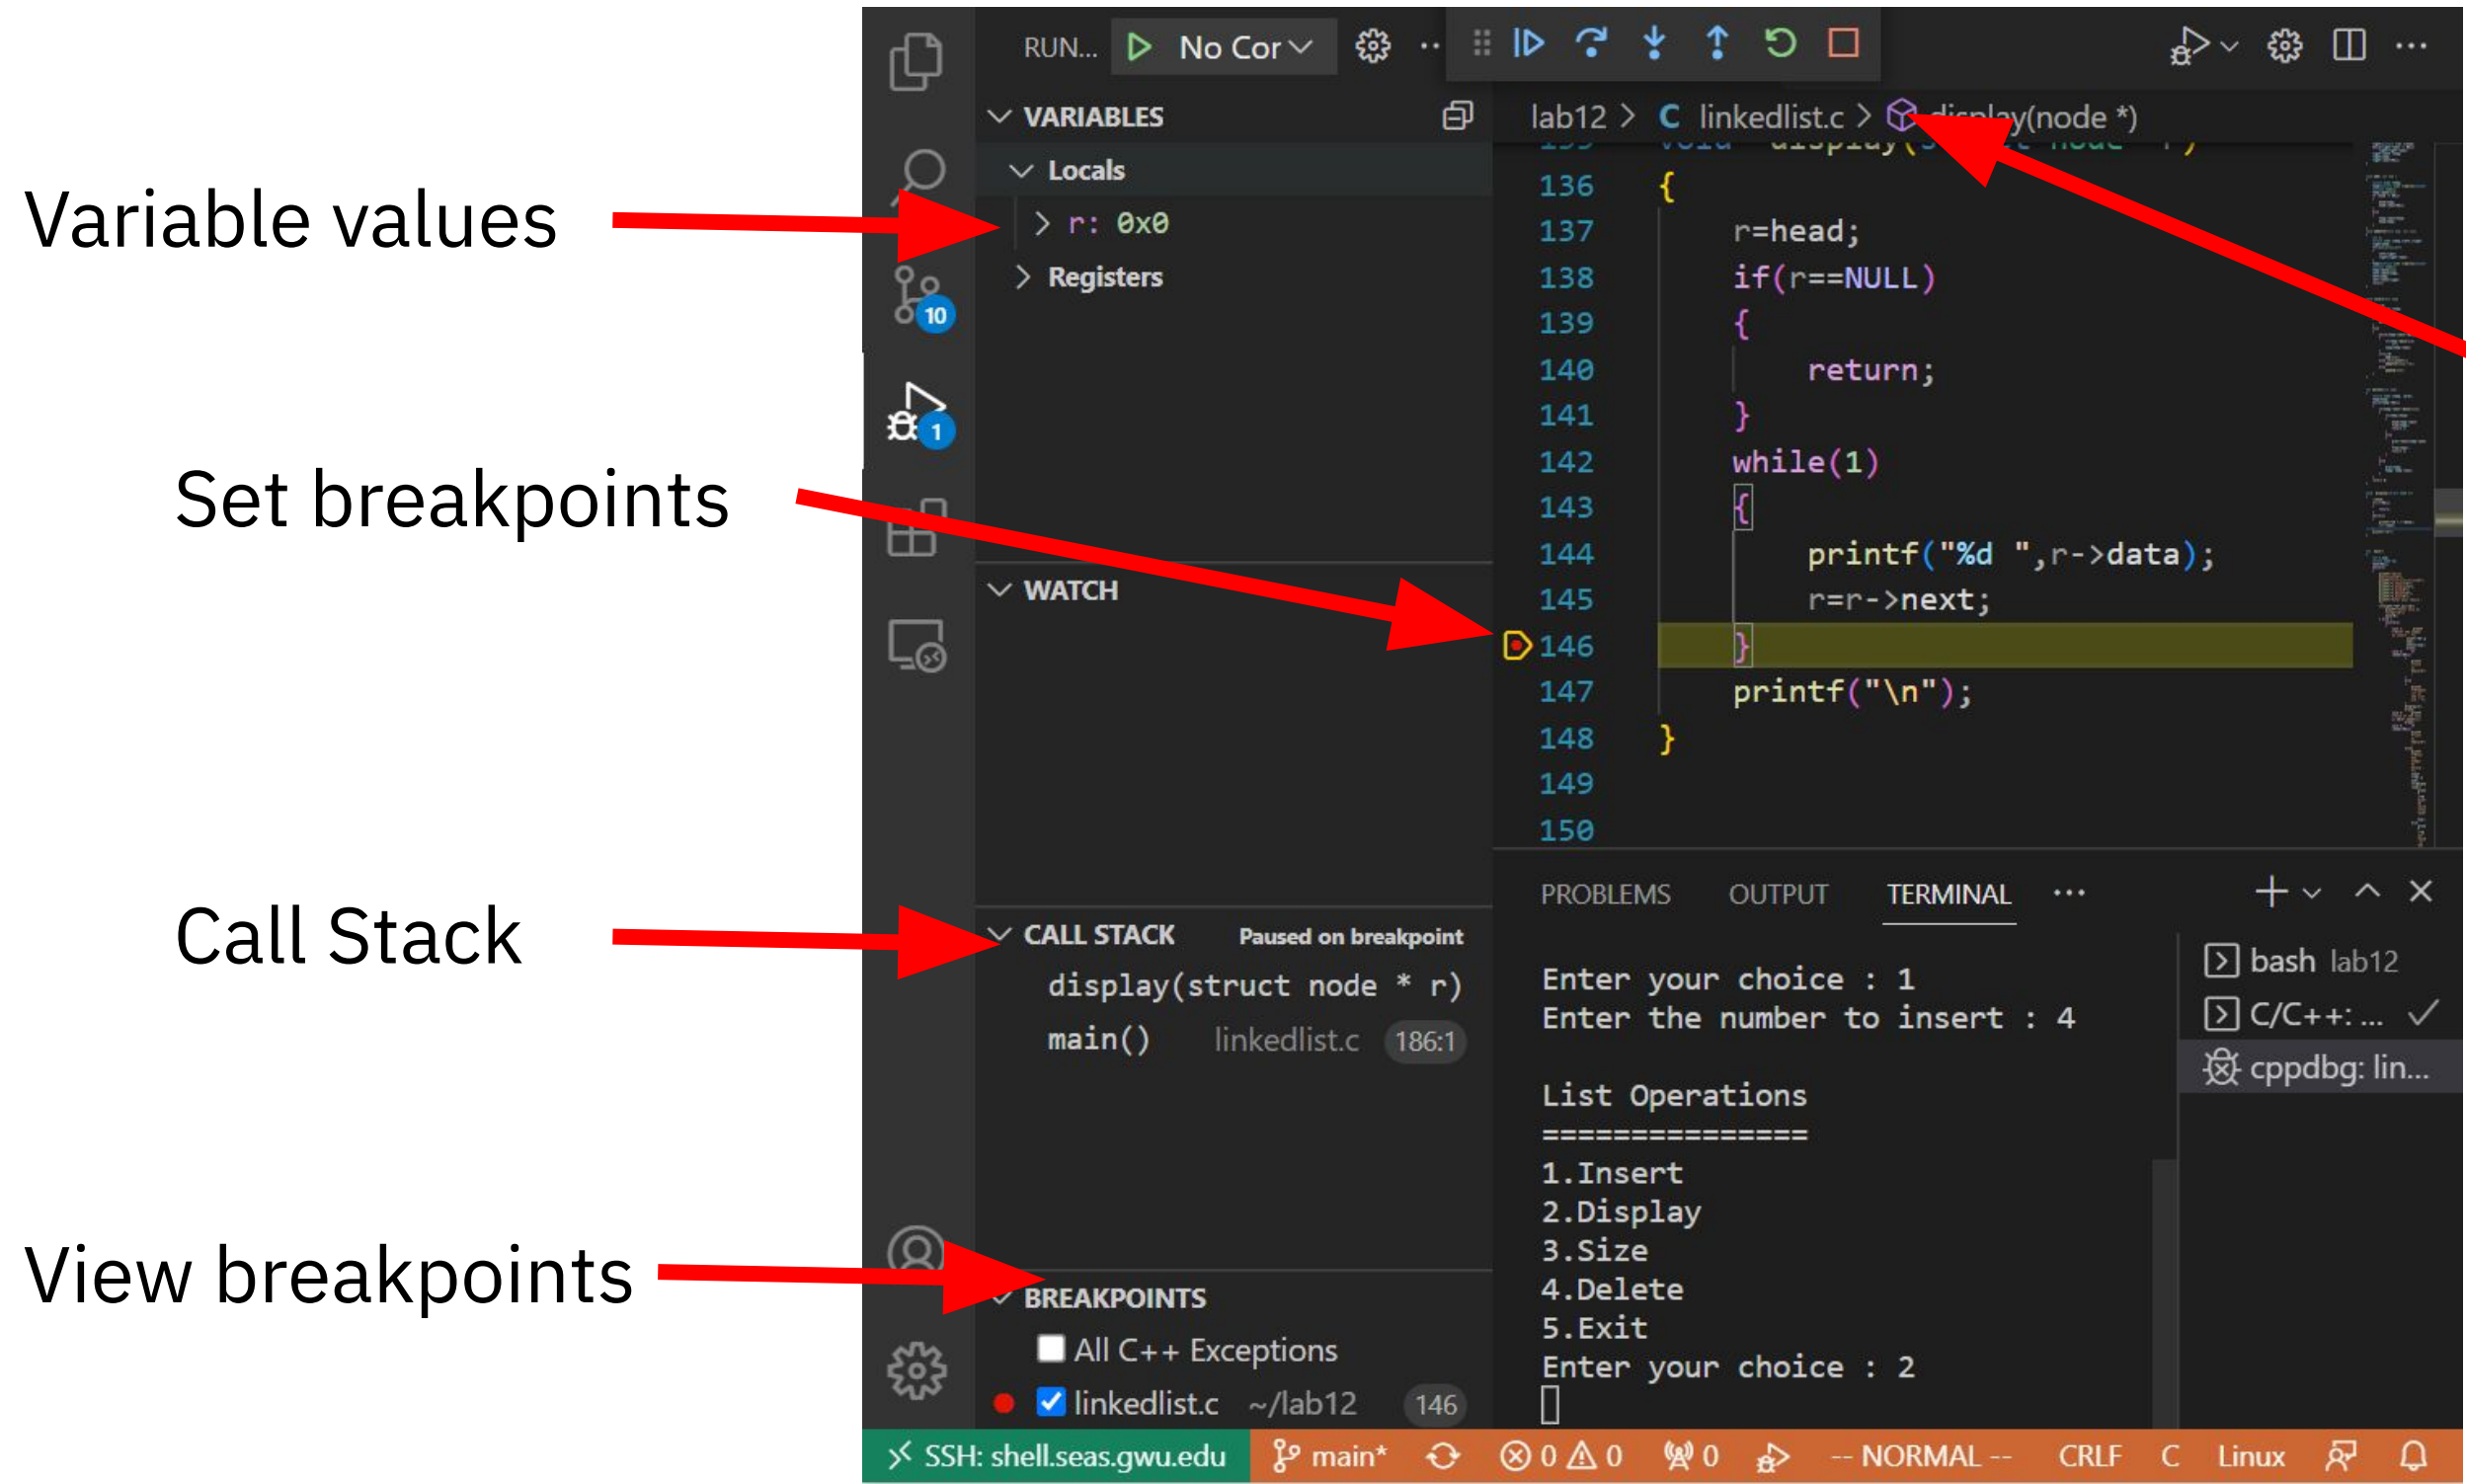 Variable values
Set breakpoints
Call Stack
View breakpoints
RUN... No Cor
VARIABLES
Locals
r: 0x0
Registers
10
1
WATCH
CALL STACK Paused on breakpoint
display(struct node * r)
main() linkedlist.c 186:1
BREAKPOINTS
All C++ Exceptions
linkedlist.c ~/lab12 146
lab12 > C linkedlist.c > display(node *)
136 {
137 r=head;
138 if(r==NULL)
139 {
140 return;
141 }
142 while(1)
143 {
144 printf("%d ",r->data);
145 r=r->next;
146 }
147 printf("\n");
148 }
149
150
PROBLEMS OUTPUT TERMINAL ...
Enter your choice : 1
Enter the number to insert : 4
List Operations
===============
1.Insert
2.Display
3.Size
4.Delete
5.Exit
Enter your choice : 2
bash lab12
C/C++: ...
cppdbg: lin...
SSH: shell.seas.gwu.edu main* 0 0 0 -- NORMAL -- CRLF C Linux